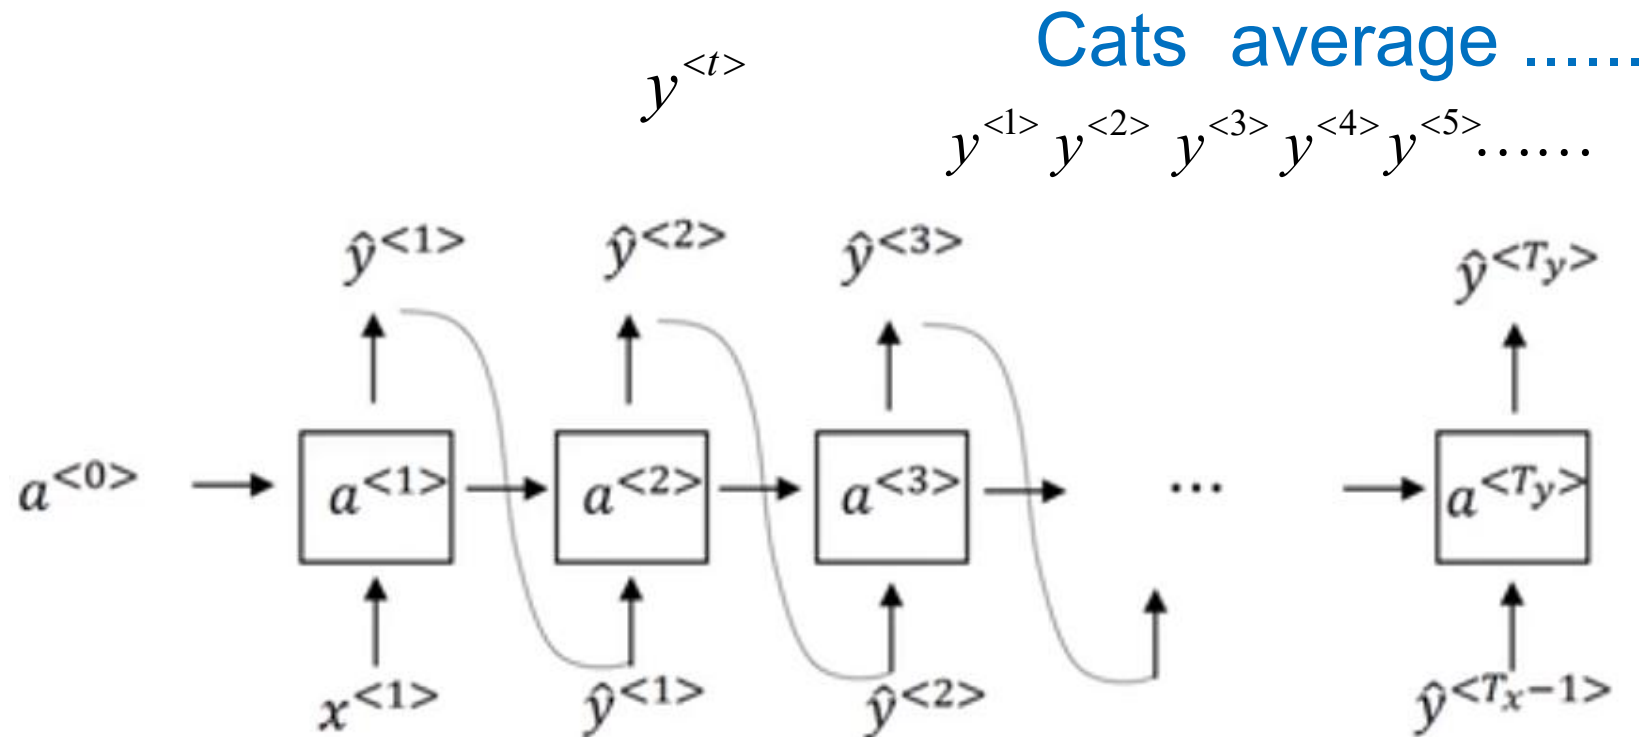 Cats average ......
y<t>
y<1> y<2> y<3> y<4> y<5>......
ŷ<1> ŷ<2> ŷ<3> ŷ<Ty>
a<0> a<1> a<2> a<3> ... a<Ty>
x<1> ŷ<1> ŷ<2> ŷ<Tx−1>